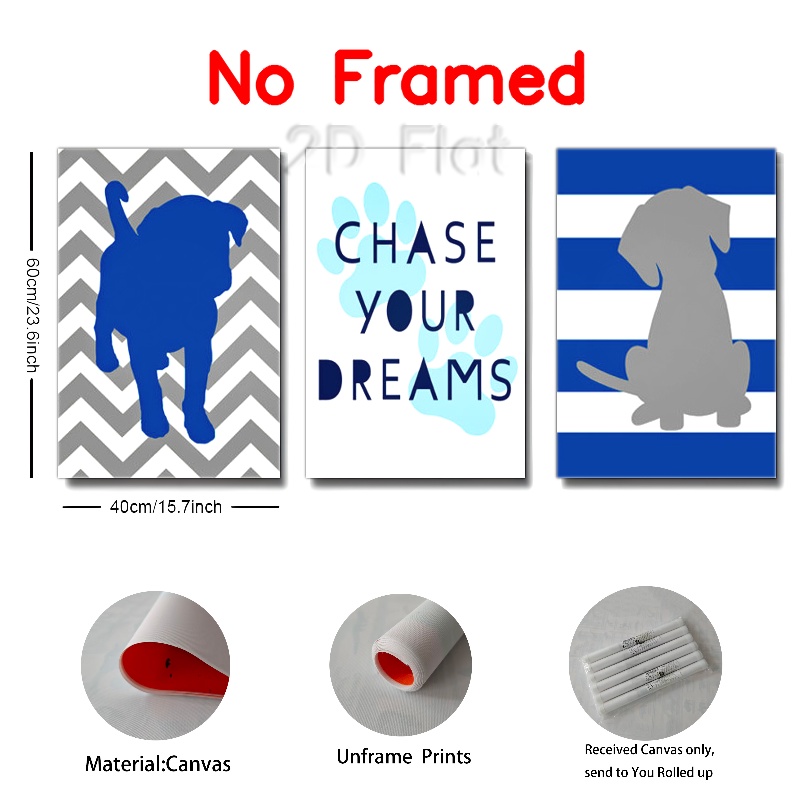 No Framed
2D Flat
CHASE
YOUR
DREAMS
60cm/23.6inch
40cm/15.7inch
Material:Canvas
Unframe Prints
Received Canvas only,
send to You Rolled up